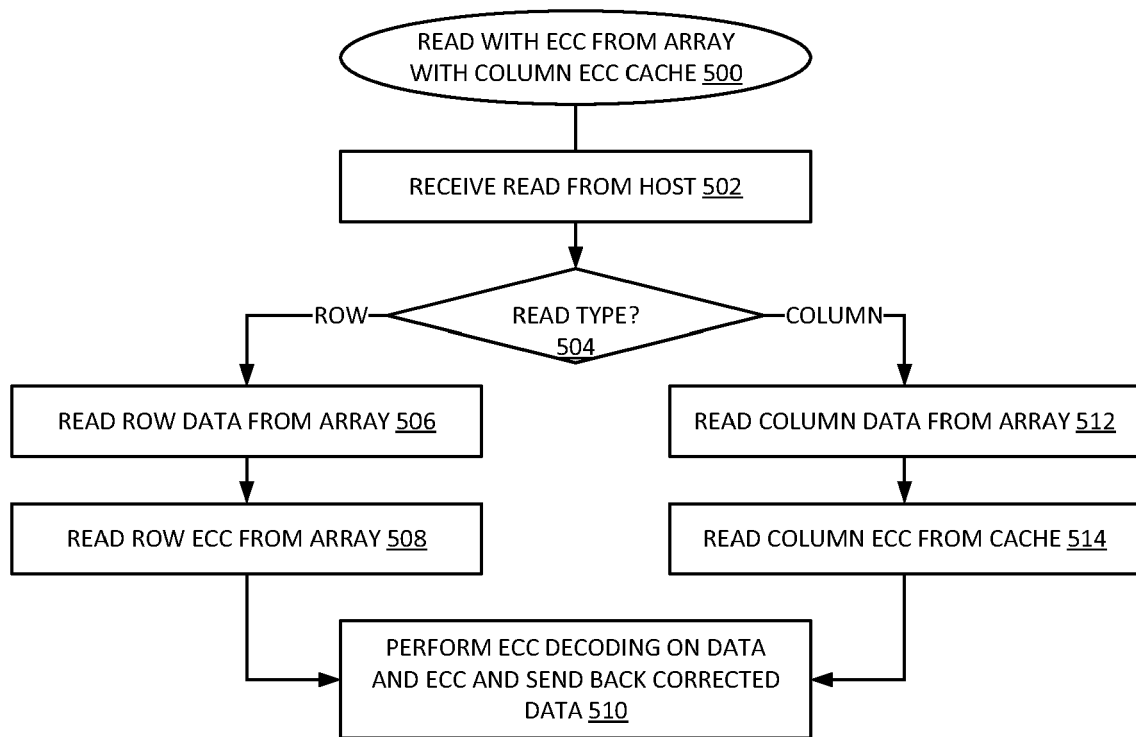 READ WITH ECC FROM ARRAY
WITH COLUMN ECC CACHE 500
RECEIVE READ FROM HOST 502
READ TYPE?
504
ROW
COLUMN
READ ROW DATA FROM ARRAY 506
READ COLUMN DATA FROM ARRAY 512
READ ROW ECC FROM ARRAY 508
READ COLUMN ECC FROM CACHE 514
PERFORM ECC DECODING ON DATA
AND ECC AND SEND BACK CORRECTED
DATA 510